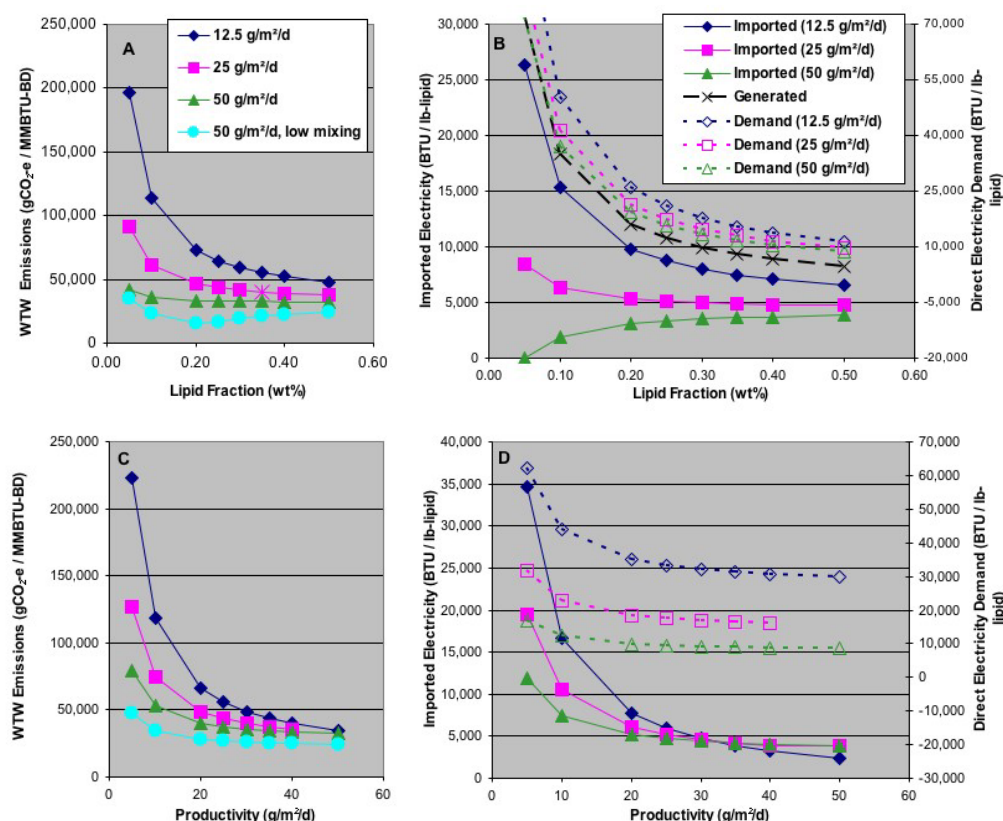 A
250,000
200,000
150,000
100,000
50,000
0
WTW Emissions (gCO₂-e / MMBTU-BD)
12.5 g/m²/d
25 g/m²/d
50 g/m²/d
50 g/m²/d, low mixing
0.00
0.20
0.40
0.60
Lipid Fraction (wt%)
B
30,000
25,000
20,000
15,000
10,000
5,000
0
Imported Electricity (BTU / lb-lipid)
Imported (12.5 g/m²/d)
Imported (25 g/m²/d)
Imported (50 g/m²/d)
Generated
Demand (12.5 g/m²/d)
Demand (25 g/m²/d)
Demand (50 g/m²/d)
70,000
55,000
40,000
25,000
10,000
-5,000
-20,000
Direct Electricity Demand (BTU / lb-
lipid)
0.00
0.10
0.20
0.30
0.40
0.50
0.60
Lipid Fraction (wt%)
C
250,000
200,000
150,000
100,000
50,000
0
WTW Emissions (gCO₂-e / MMBTU-BD)
0
20
40
60
Productivity (g/m²/d)
D
40,000
35,000
30,000
25,000
20,000
15,000
10,000
5,000
0
Imported Electricity (BTU / lb-lipid)
70,000
60,000
50,000
40,000
30,000
20,000
10,000
0
-10,000
-20,000
-30,000
Direct Electricity Demand (BTU / lb-
lipid)
0
10
20
30
40
50
60
Productivity (g/m²/d)